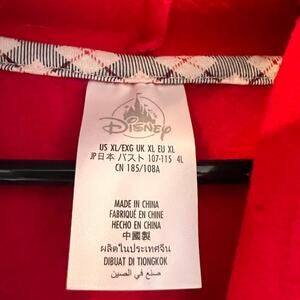 Disney
US XL/EXG UK XL EU XL
JP日本 バスト 107-115 4L
CN 185/108A
MADE IN CHINA
FABRIQUÉ EN CHINE
HECHO EN CHINA
中國製
ผลิตในประเทศจีน
DIBUAT DI TIONGKOK
صنع في الصين